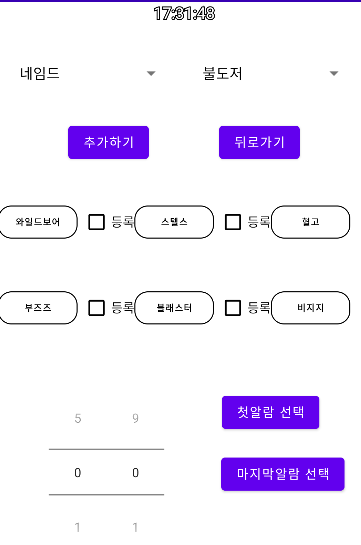 17:31:48
네임드 불도저
추가하기 뒤로가기
와일드보어 등록 스텔스 등록 혈고
부즈즈 등록 블래스터 등록 비지지
5 9
첫알람 선택
0 0
마지막알람 선택
1 1